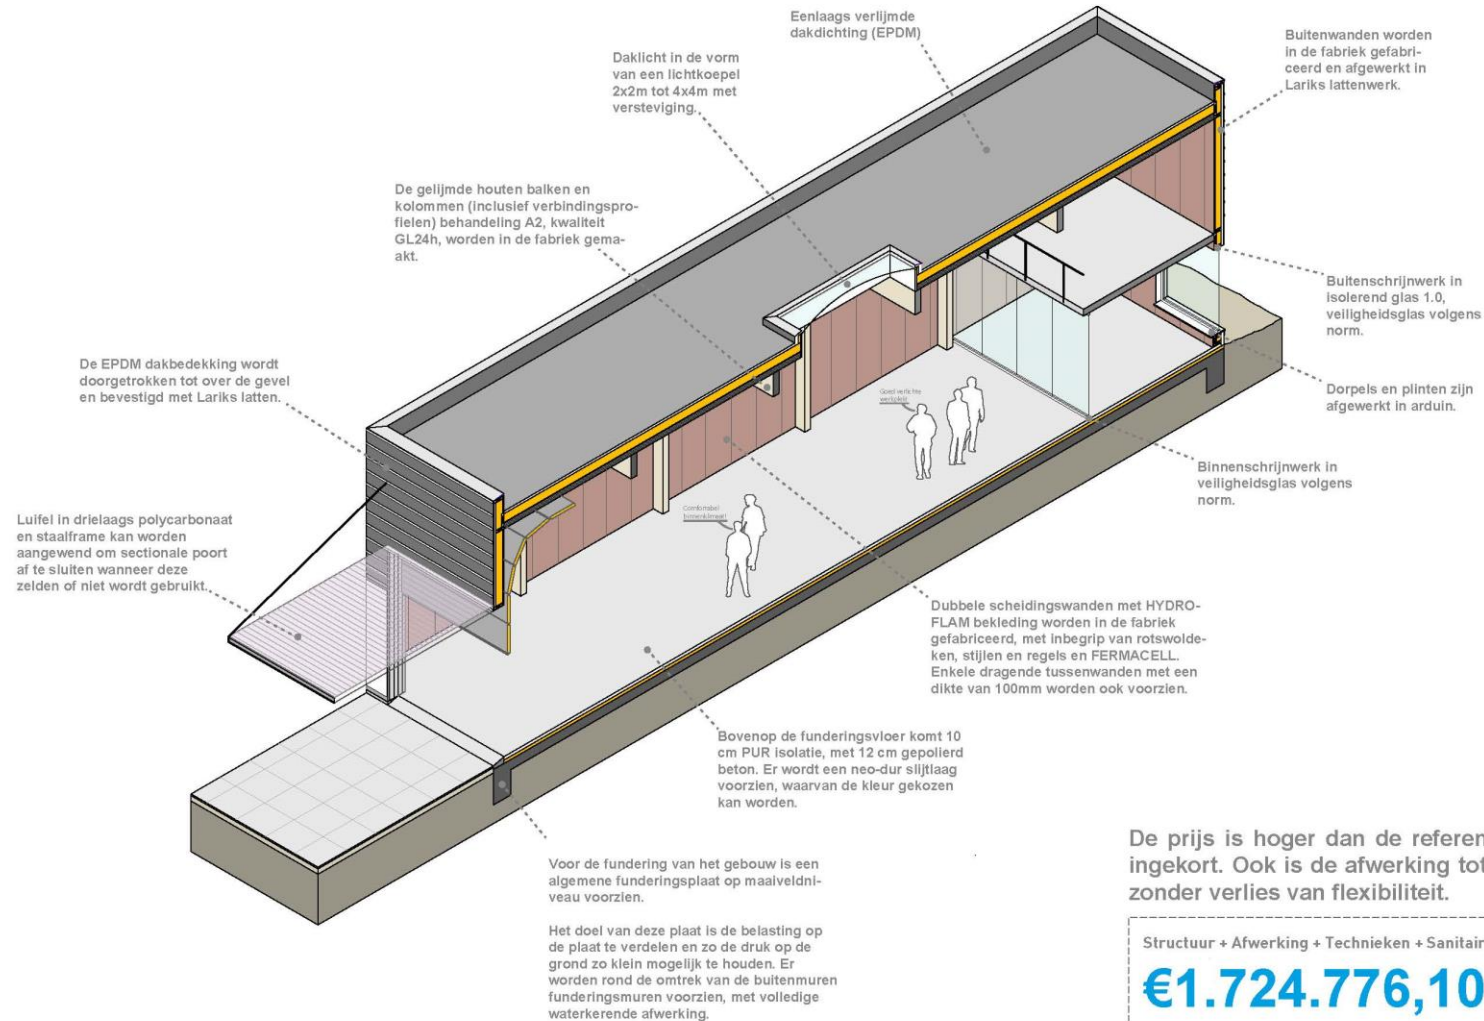 Eenlaags verlijmde
dakdichting (EPDM)
Buitenwanden worden
in de fabriek gefabri-
ceerd en afgewerkt in
Lariks lattenwerk.
Daklicht in de vorm
van een lichtkoepel
2x2m tot 4x4m met
versteviging.
De gelijmde houten balken en
kolommen (inclusief verbindingspro-
fielen) behandeling A2, kwaliteit
GL24h, worden in de fabriek gema-
akt.
Buitenschrijnwerk in
isolerend glas 1.0,
veiligheidsglas volgens
norm.
De EPDM dakbedekking wordt
doorgetrokken tot over de gevel
en bevestigd met Lariks latten.
Dorpels en plinten zijn
afgewerkt in arduin.
Goed verlichte
werkplek!
Binnenschrijnwerk in
veiligheidsglas volgens
norm.
Luifel in drielaags polycarbonaat
en staalframe kan worden
aangewend om sectionale poort
af te sluiten wanneer deze
zelden of niet wordt gebruikt.
Comfortabel
binnenklimaat!
Dubbele scheidingswanden met HYDRO-
FLAM bekleding worden in de fabriek
gefabriceerd, met inbegrip van rotswolde-
ken, stijlen en regels en FERMACELL.
Enkele dragende tussenwanden met een
dikte van 100mm worden ook voorzien.
Bovenop de funderingsvloer komt 10
cm PUR isolatie, met 12 cm gepolierd
beton. Er wordt een neo-dur slijtlaag
voorzien, waarvan de kleur gekozen
kan worden.
Voor de fundering van het gebouw is een
algemene funderingsplaat op maaiveldni-
veau voorzien.
Het doel van deze plaat is de belasting op
de plaat te verdelen en zo de druk op de
grond zo klein mogelijk te houden. Er
worden rond de omtrek van de buitenmuren
funderingsmuren voorzien, met volledige
waterkerende afwerking.
De prijs is hoger dan de referen
ingekort. Ook is de afwerking tot
zonder verlies van flexibiliteit.
Structuur + Afwerking + Technieken + Sanitair
€1.724.776,10